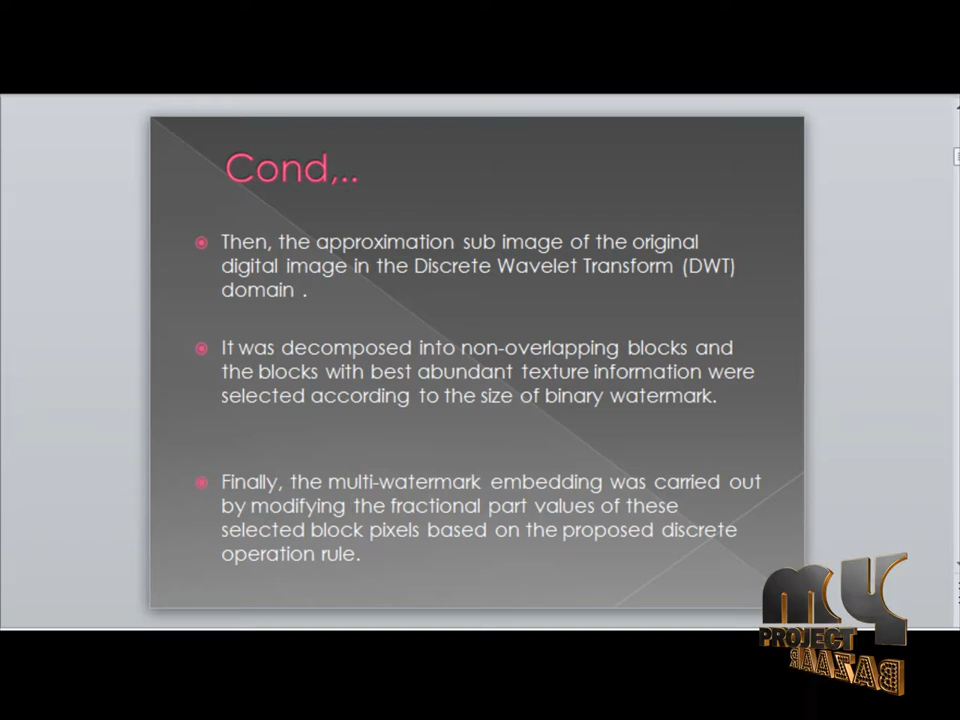 Cond,..
Then, the approximation sub image of the original
digital image in the Discrete Wavelet Transform (DWT)
domain .
It was decomposed into non-overlapping blocks and
the blocks with best abundant texture information were
selected according to the size of binary watermark.
Finally, the multi-watermark embedding was carried out
by modifying the fractional part values of these
selected block pixels based on the proposed discrete
operation rule.
MY
PROJECT
BAZAAR